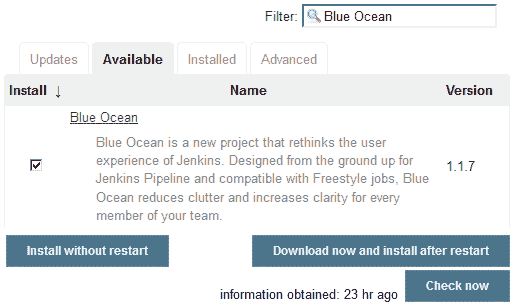 Filter: Blue Ocean
Updates Available Installed Advanced
Install ↓ Name Version
Blue Ocean
Blue Ocean is a new project that rethinks the user
experience of Jenkins. Designed from the ground up for
Jenkins Pipeline and compatible with Freestyle jobs, Blue
Ocean reduces clutter and increases clarity for every
member of your team.
1.1.7
Install without restart Download now and install after restart
information obtained: 23 hr ago Check now